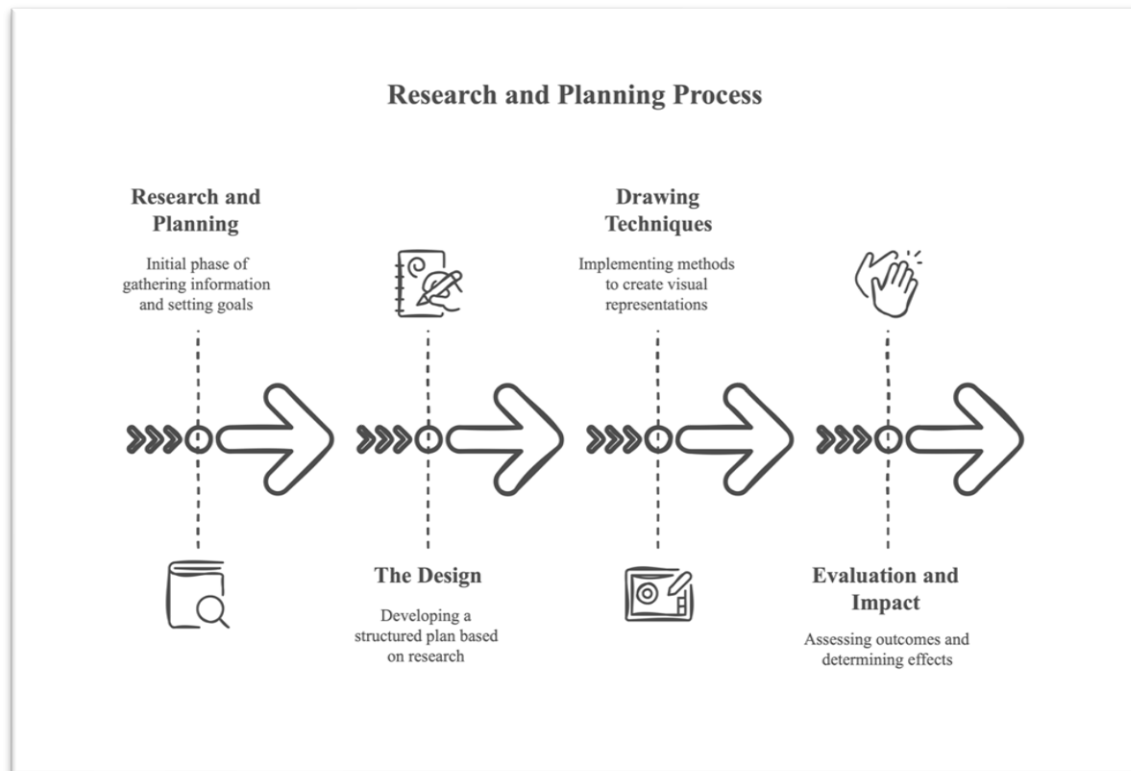 Research and Planning Process
Research and
Planning
Initial phase of
gathering information
and setting goals
The Design
Developing a
structured plan based
on research
Drawing
Techniques
Implementing methods
to create visual
representations
Evaluation and
Impact
Assessing outcomes and
determining effects